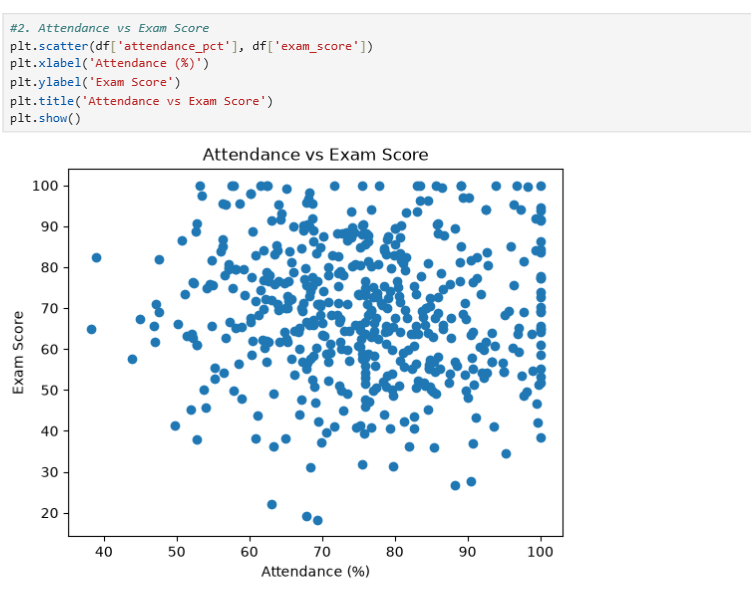 #2. Attendance vs Exam Score
plt.scatter(df['attendance_pct'], df['exam_score'])
plt.xlabel('Attendance (%)')
plt.ylabel('Exam Score')
plt.title('Attendance vs Exam Score')
plt.show()
Attendance vs Exam Score
100
90
80
70
60
50
40
30
20
Exam Score
40 50 60 70 80 90 100
Attendance (%)